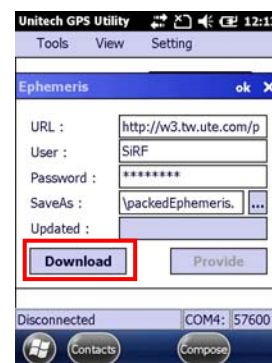 Unitech GPS Utility 12:13
Tools View Setting
Ephemeris ok X
URL : http://w3.tw.ute.com/p
User : SiRF
Password : ********
SaveAs : \packedEphemeris. ...
Updated :
Download Provide
Disconnected COM4: 57600
Contacts Compose